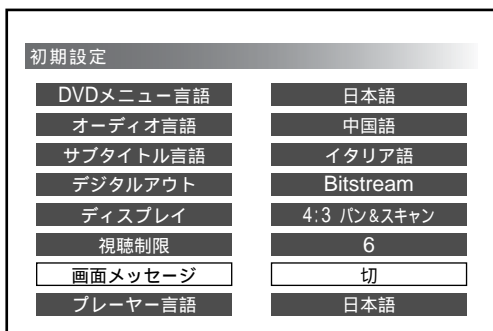 初期設定
DVDメニュー言語 日本語
オーディオ言語 中国語
サブタイトル言語 イタリア語
デジタルアウト Bitstream
ディスプレイ 4:3 パン&スキャン
視聴制限 6
画面メッセージ 切
プレーヤー言語 日本語